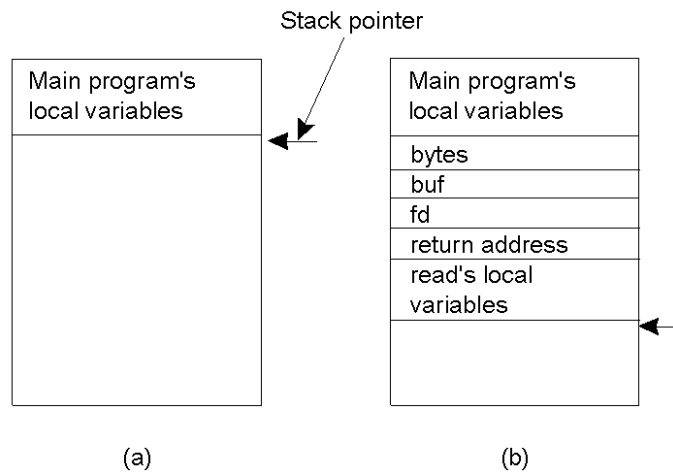 Stack pointer
Main program's
local variables
(a)
Main program's
local variables
bytes
buf
fd
return address
read's local
variables
(b)